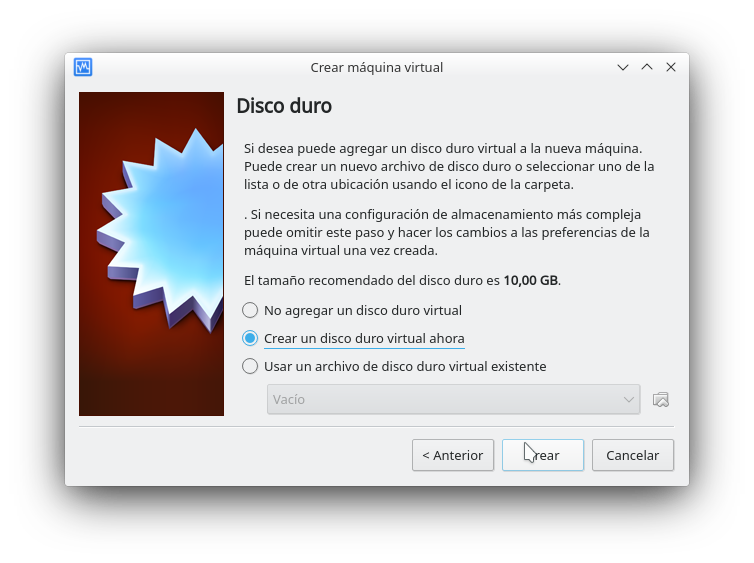 Crear máquina virtual
Disco duro
Si desea puede agregar un disco duro virtual a la nueva máquina.
Puede crear un nuevo archivo de disco duro o seleccionar uno de la
lista o de otra ubicación usando el icono de la carpeta.
. Si necesita una configuración de almacenamiento más compleja
puede omitir este paso y hacer los cambios a las preferencias de la
máquina virtual una vez creada.
El tamaño recomendado del disco duro es 10,00 GB.
No agregar un disco duro virtual
Crear un disco duro virtual ahora
Usar un archivo de disco duro virtual existente
Vacío
< Anterior
Crear
Cancelar